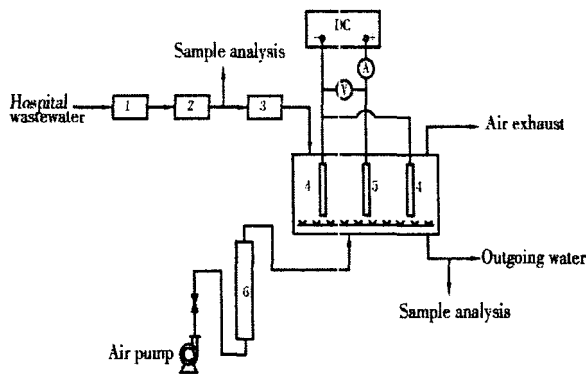 DC
- +
A
Sample analysis
V
Hospital
wastewater
1
2
3
Air exhaust
4
5
4
Outgoing water
6
Sample analysis
Air pump